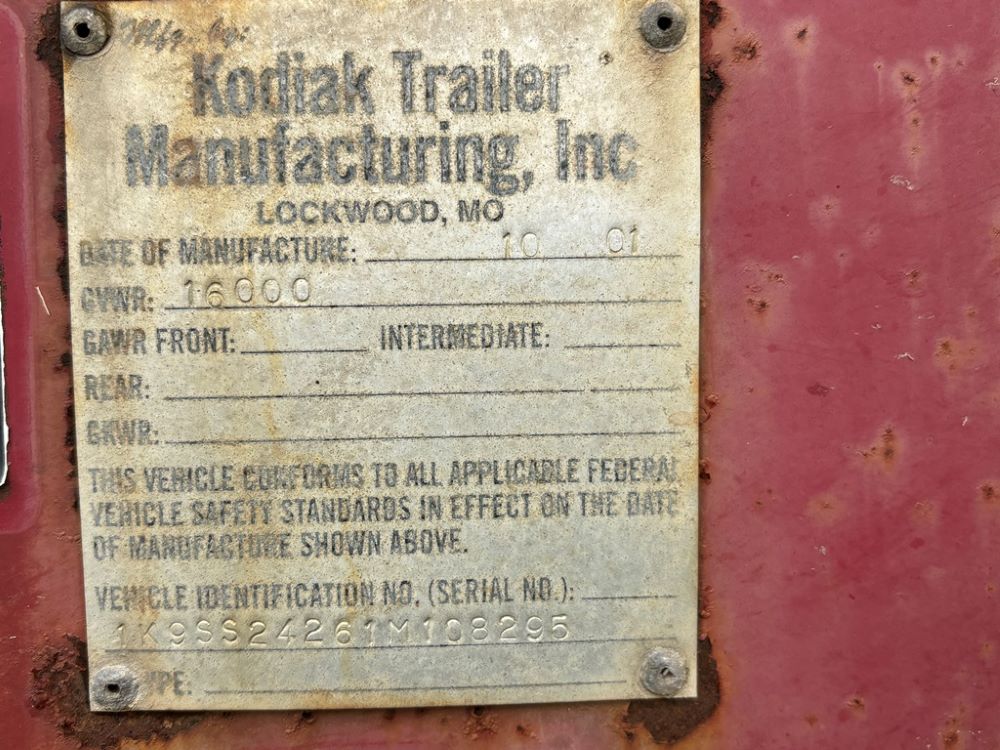 Mfg. by:
Kodiak Trailer
Manufacturing, Inc
LOCKWOOD, MO
DATE OF MANUFACTURE: 10 01
GVWR: 16000
GAWR FRONT: INTERMEDIATE:
REAR:
GKWR:
THIS VEHICLE CONFORMS TO ALL APPLICABLE FEDERAL
VEHICLE SAFETY STANDARDS IN EFFECT ON THE DATE
OF MANUFACTURE SHOWN ABOVE.
VEHICLE IDENTIFICATION NO. (SERIAL NO.):
1K9SS24261M108295
TYPE: